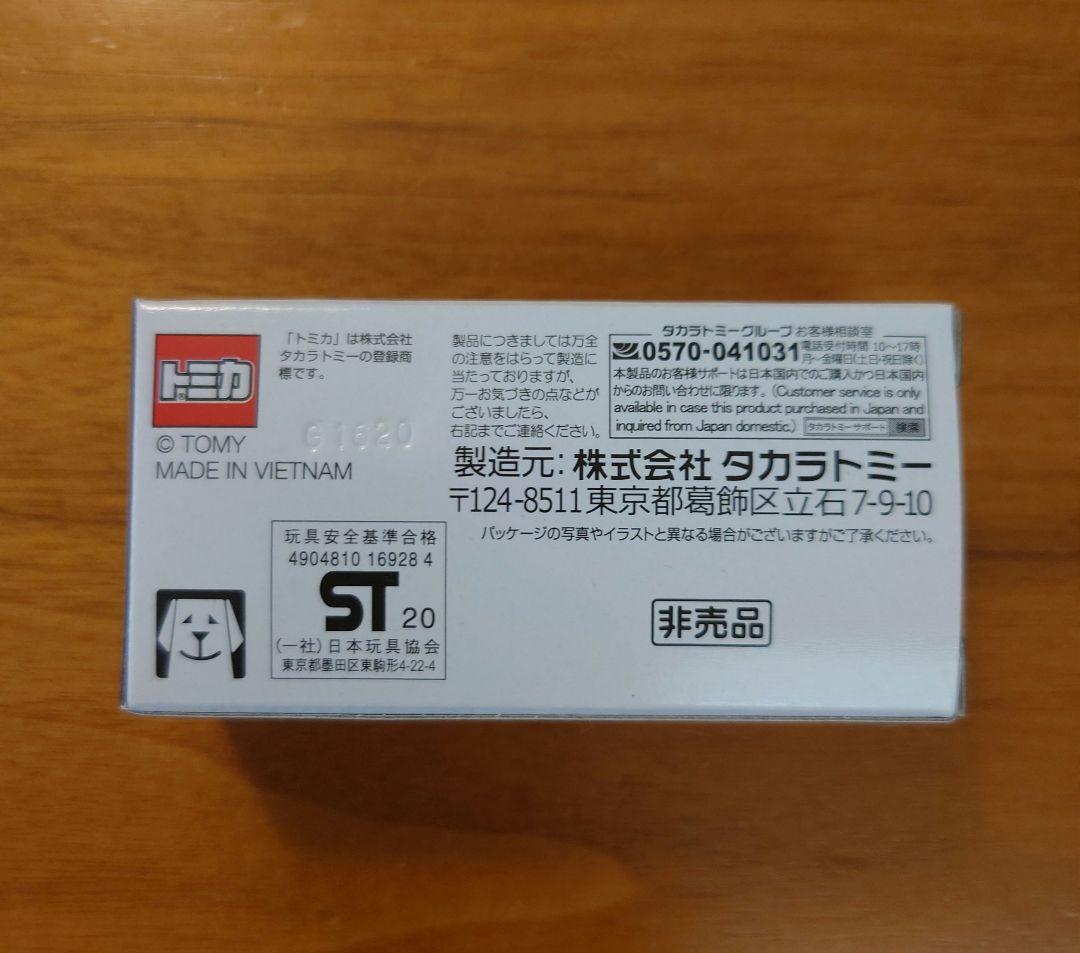 トミカ
「トミカ」は株式会社
タカラトミーの登録商
標です。
© TOMY
G 1620
MADE IN VIETNAM
製品につきましては万全
の注意をはらって製造に
当たっておりますが、
万一お気づきの点などが
ございましたら、
右記までご連絡ください。
タカラトミーグループ お客様相談室
0570-041031 電話受付時間 10〜17時
月〜金曜日(土日・祝日除く)
本製品のお客様サポートは日本国内でのご購入かつ日本国内
からのお問い合わせに限ります。(Customer service is only
available in case this product purchased in Japan and
inquired from Japan domestic.) タカラトミーサポート 検索
製造元: 株式会社 タカラトミー
〒124-8511 東京都葛飾区立石 7-9-10
パッケージの写真やイラストと異なる場合がございますがご了承ください。
玩具安全基準合格
4904810 16928 4
ST 20
(一社)日本玩具協会
東京都墨田区東駒形4-22-4
非売品